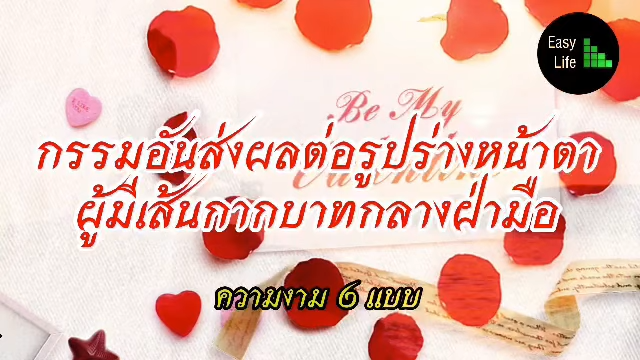 Easy
Life
Be My
กรรมอันส่งผลต่อรูปร่างหน้าตา
ผู้มีเส้นกากบาทกลางฝ่ามือ
ความงาม ๖ แบบ